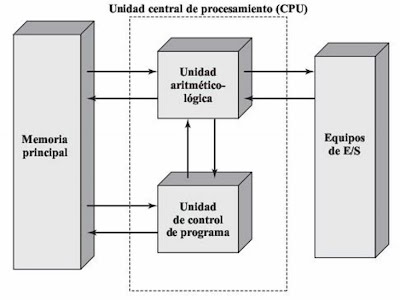 Unidad central de procesamiento (CPU)
Unidad
aritmético-
lógica
Memoria
principal
Equipos
de E/S
Unidad
de control
de programa